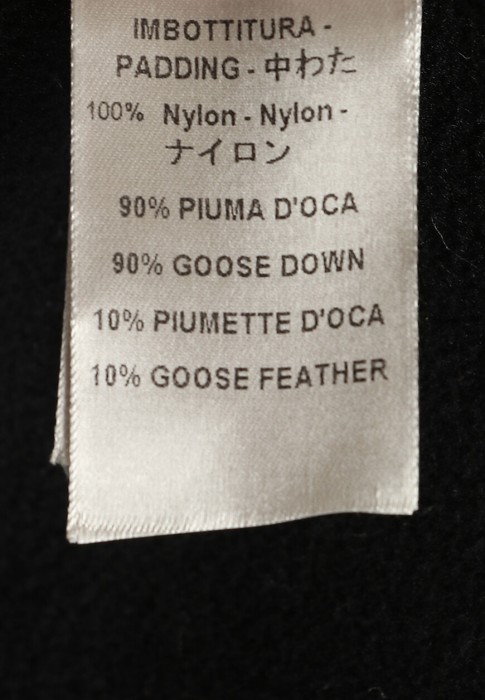 IMBOTTITURA -
PADDING - 中わた
100% Nylon - Nylon -
ナイロン
90% PIUMA D'OCA
90% GOOSE DOWN
10% PIUMETTE D'OCA
10% GOOSE FEATHER